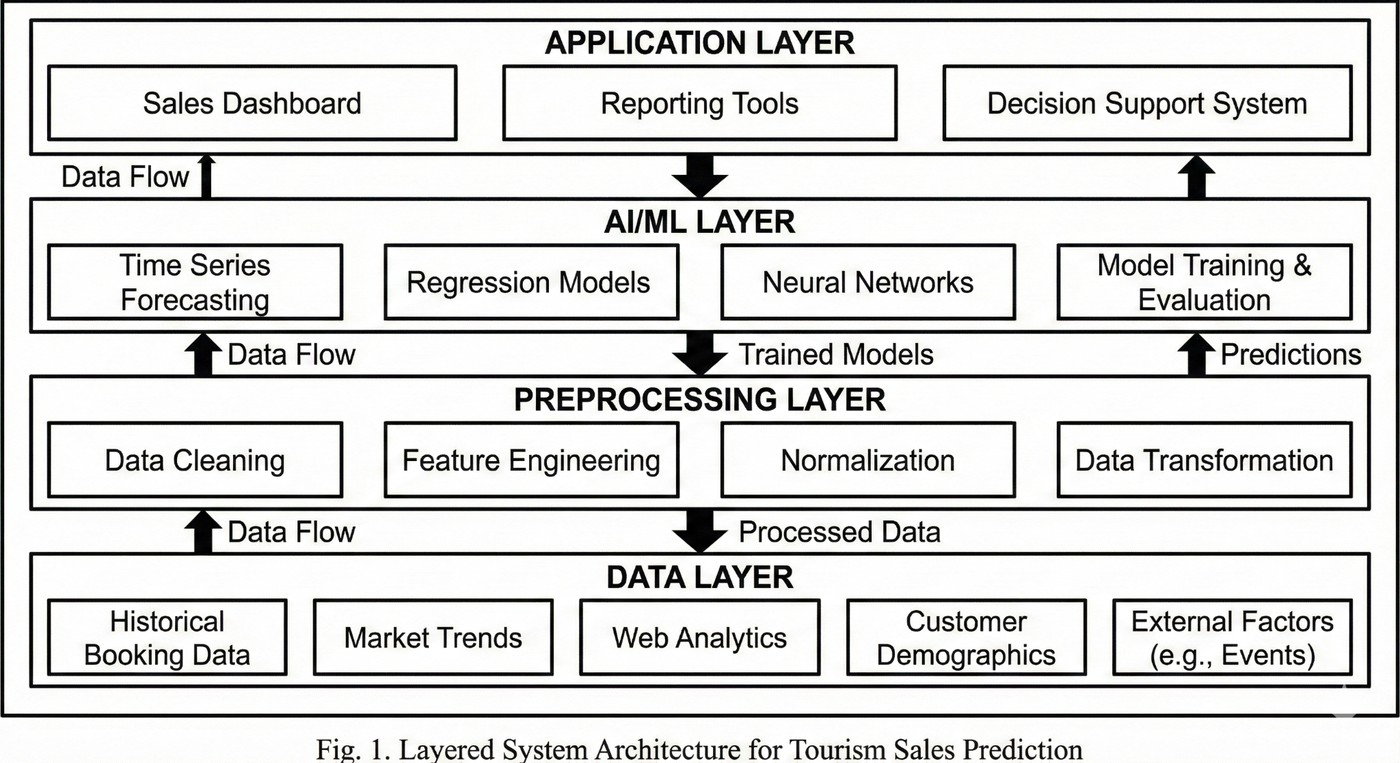 APPLICATION LAYER
Sales Dashboard
Reporting Tools
Decision Support System
Data Flow
AI/ML LAYER
Time Series
Forecasting
Regression Models
Neural Networks
Model Training &
Evaluation
Data Flow
Trained Models
Predictions
PREPROCESSING LAYER
Data Cleaning
Feature Engineering
Normalization
Data Transformation
Data Flow
Processed Data
DATA LAYER
Historical
Booking Data
Market Trends
Web Analytics
Customer
Demographics
External Factors
(e.g., Events)
Fig. 1. Layered System Architecture for Tourism Sales Prediction